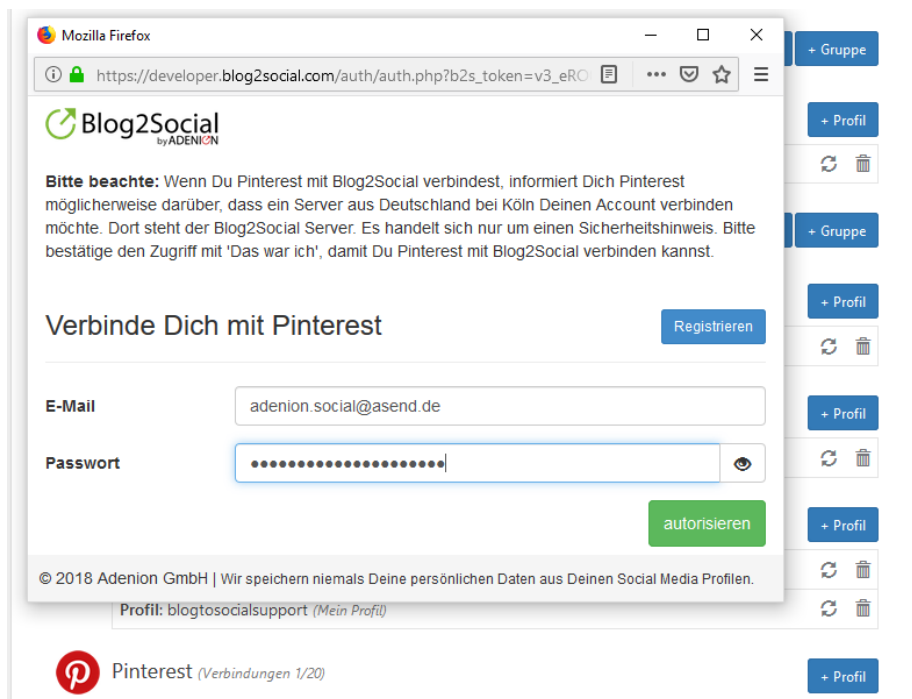 Mozilla Firefox
https://developer.blog2social.com/auth/auth.php?b2s_token=v3_eRO
+ Gruppe
Blog2Social
by ADENION
+ Profil
Bitte beachte: Wenn Du Pinterest mit Blog2Social verbindest, informiert Dich Pinterest
möglicherweise darüber, dass ein Server aus Deutschland bei Köln Deinen Account verbinden
möchte. Dort steht der Blog2Social Server. Es handelt sich nur um einen Sicherheitshinweis. Bitte
bestätige den Zugriff mit 'Das war ich', damit Du Pinterest mit Blog2Social verbinden kannst.
+ Gruppe
+ Profil
Verbinde Dich mit Pinterest
Registrieren
E-Mail
adenion.social@asend.de
+ Profil
Passwort
●●●●●●●●●●●●●●●●●●●●●
autorisieren
+ Profil
© 2018 Adenion GmbH | Wir speichern niemals Deine persönlichen Daten aus Deinen Social Media Profilen.
Profil: blogtosocialsupport (Mein Profil)
Pinterest (Verbindungen 1/20)
+ Profil